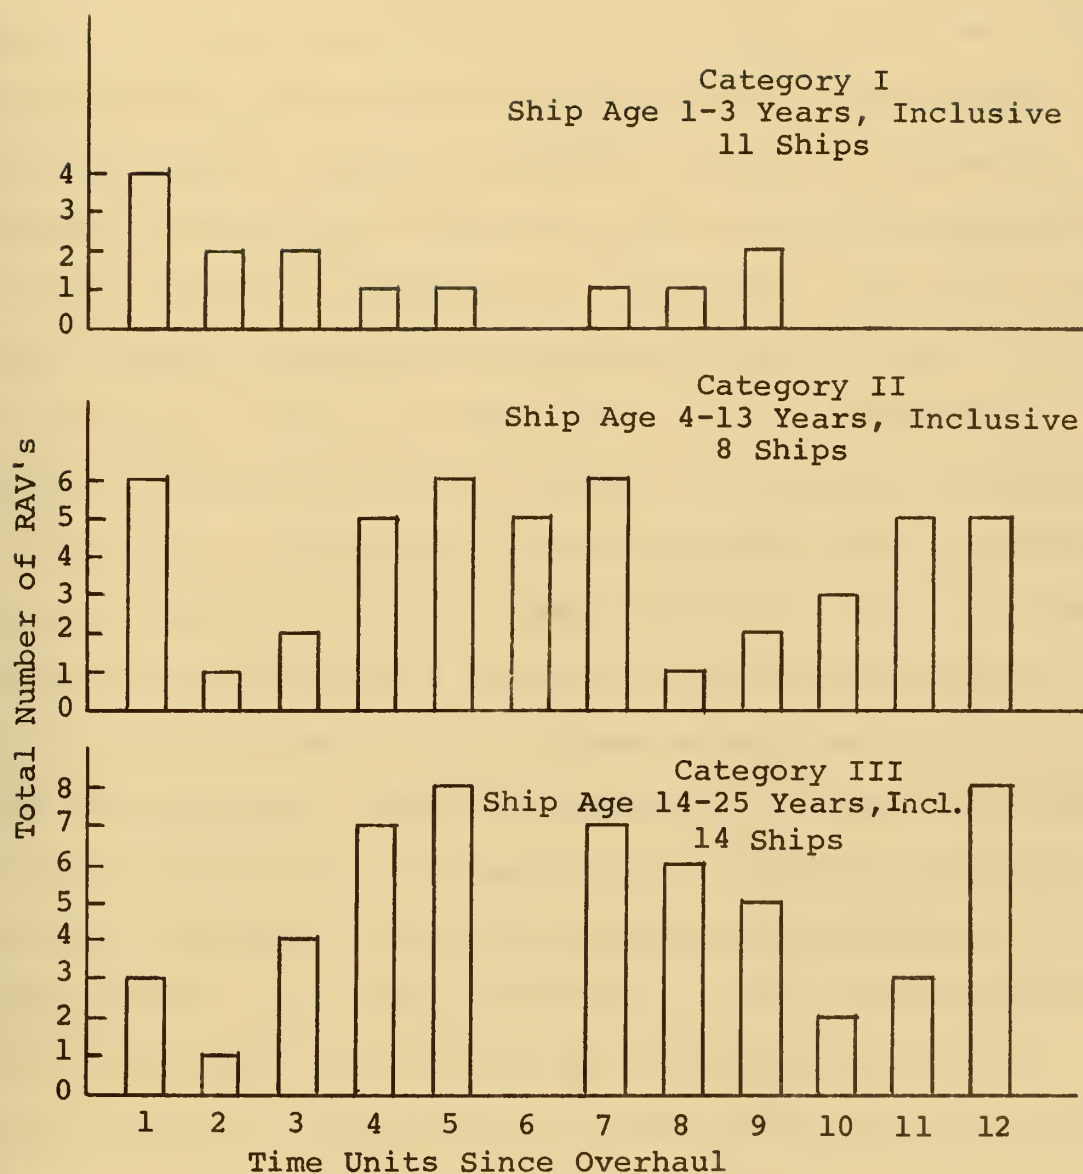 Category I
Ship Age 1-3 Years, Inclusive
11 Ships
4
3
2
1
0
Category II
Ship Age 4-13 Years, Inclusive
8 Ships
6
5
4
3
2
1
0
Total Number of RAV's
Category III
Ship Age 14-25 Years,Incl.
14 Ships
8
7
6
5
4
3
2
1
0
1 2 3 4 5 6 7 8 9 10 11 12
Time Units Since Overhaul